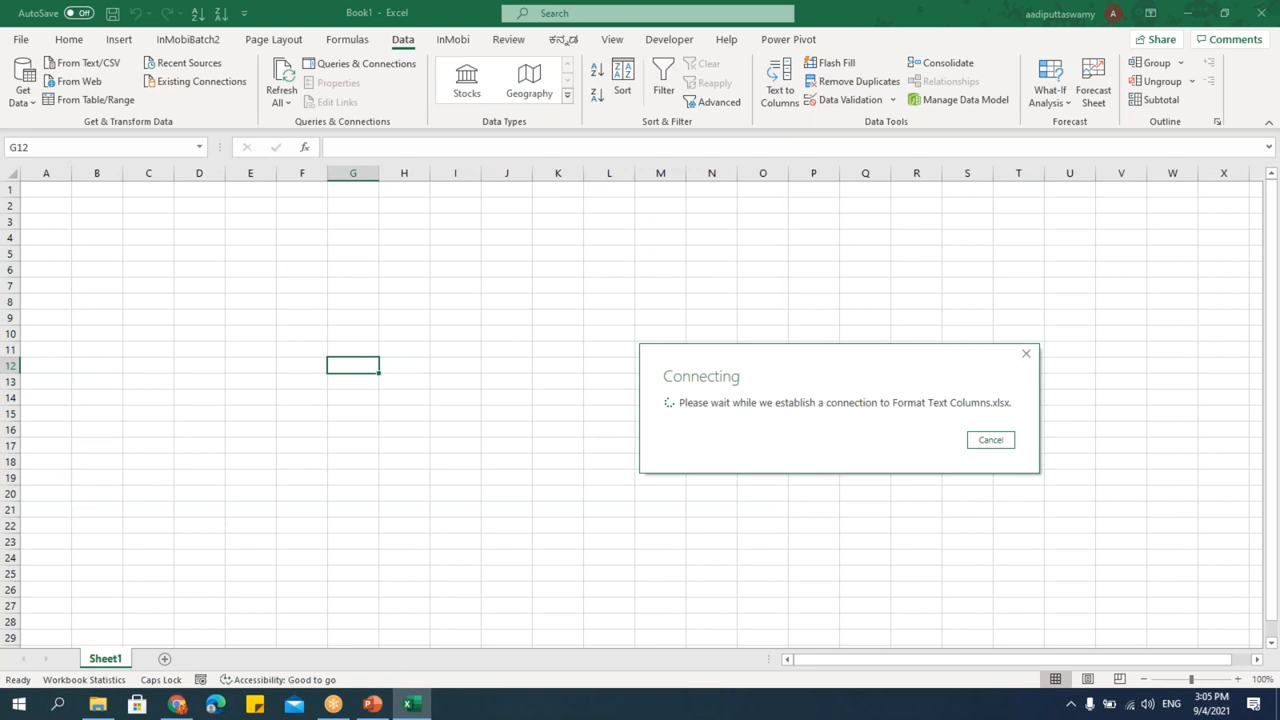 AutoSave Off Book1 - Excel Search aadiputtaswamy A
File Home Insert InMobiBatch2 Page Layout Formulas Data InMobi Review ಕನ್ನಡ View Developer Help Power Pivot Share Comments
Get Data From Text/CSV Recent Sources
From Web Existing Connections
From Table/Range
Refresh All Queries & Connections
Properties
Edit Links
Stocks Geography
Sort Filter Clear
Reapply
Advanced
Text to Columns Flash Fill Consolidate
Remove Duplicates Relationships
Data Validation Manage Data Model
What-If Analysis Forecast Sheet
Group
Ungroup
Subtotal
Get & Transform Data Queries & Connections Data Types Sort & Filter Data Tools Forecast Outline
G12 fx
A B C D E F G H I J K L M N O P Q R S T U V W X
1
2
3
4
5
6
7
8
9
10
11
12
13
14
15
16
17
18
19
20
21
22
23
24
25
26
27
28
29
Connecting
Please wait while we establish a connection to Format Text Columns.xlsx.
Cancel
Sheet1
Ready Workbook Statistics Caps Lock Accessibility: Good to go 100%
ENG 3:05 PM
9/4/2021